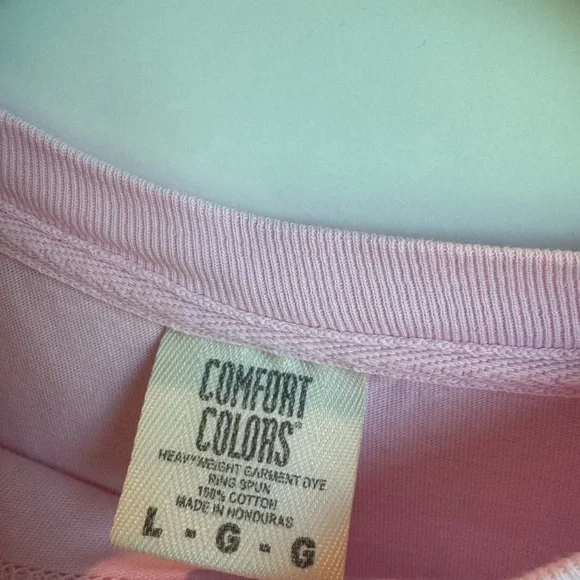 COMFORT
COLORS®
HEAVYWEIGHT GARMENT DYE
RING SPUN
100% COTTON
MADE IN HONDURAS
L - G - G